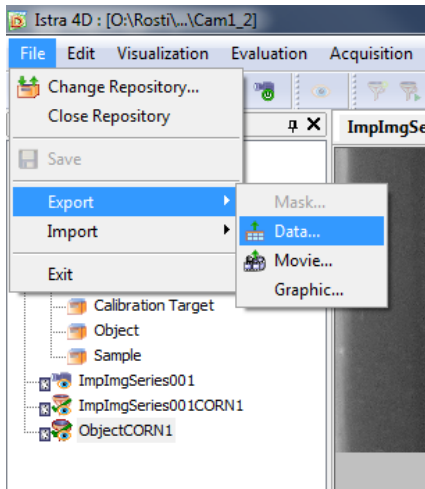 Istra 4D : [O:\Rosti\...\Cam1_2]
File Edit Visualization Evaluation Acquisition
Change Repository...
Close Repository
ImpImgSe
Save
Export
Mask...
Import
Data...
Movie...
Exit
Graphic...
Calibration Target
Object
Sample
ImpImgSeries001
ImpImgSeries001CORN1
ObjectCORN1